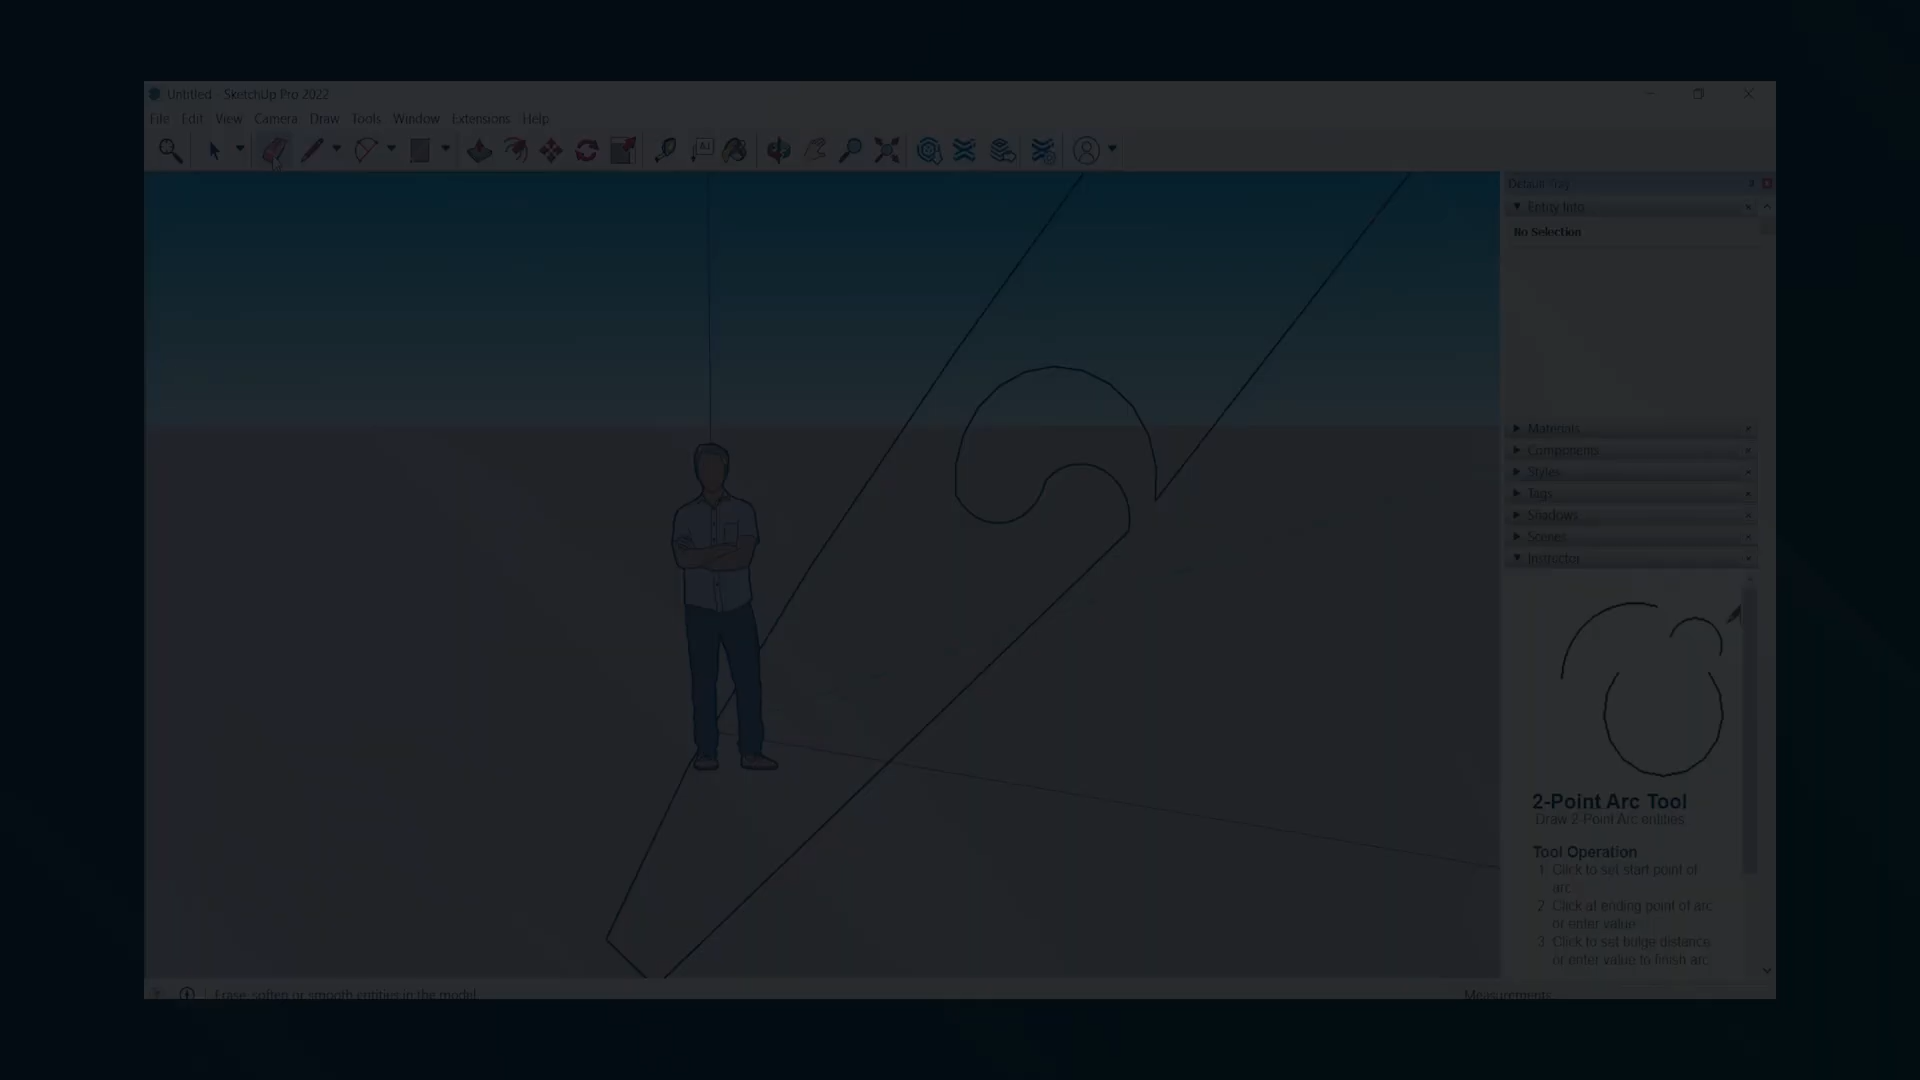 Untitled - SketchUp Pro 2022
File Edit View Camera Draw Tools Window Extensions Help
A1
Default Tray
Entity Info
No Selection
Materials
Components
Styles
Tags
Shadows
Scenes
Instructor
2-Point Arc Tool
Draw 2-Point Arc entities
Tool Operation
1. Click to set start point of
arc
2. Click at ending point of arc
or enter value
3. Click to set bulge distance
or enter value to finish arc
Erase, soften or smooth entities in the model.
Measurements